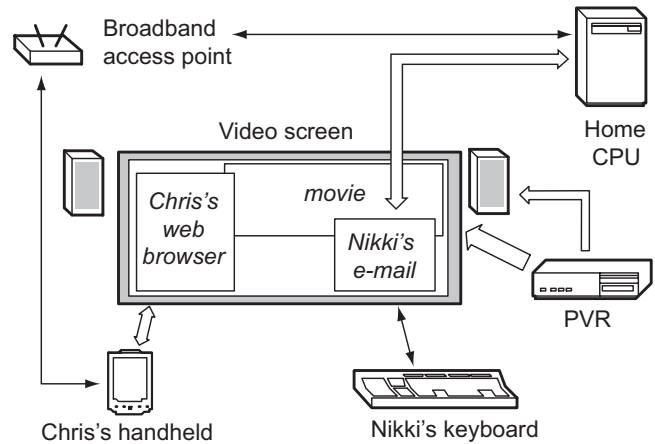 Broadband
access point
Home
CPU
Video screen
Chris's
web
browser
movie
Nikki's
e-mail
PVR
Chris's handheld
Nikki's keyboard